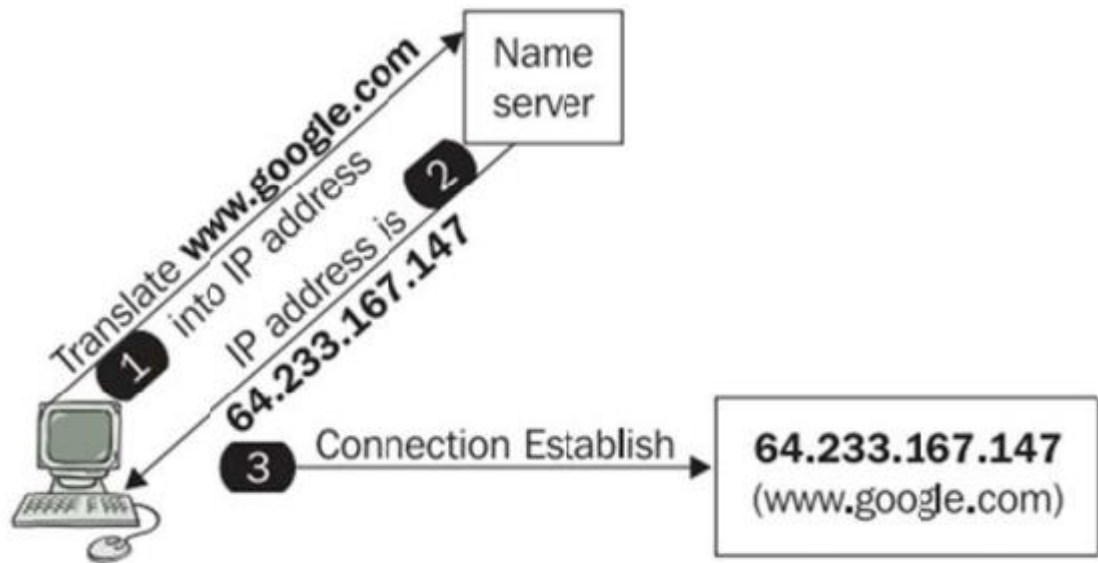 Name
server
Translate www.google.com
1 into IP address
2
IP address is
64.233.167.147
3 Connection Establish
64.233.167.147
(www.google.com)